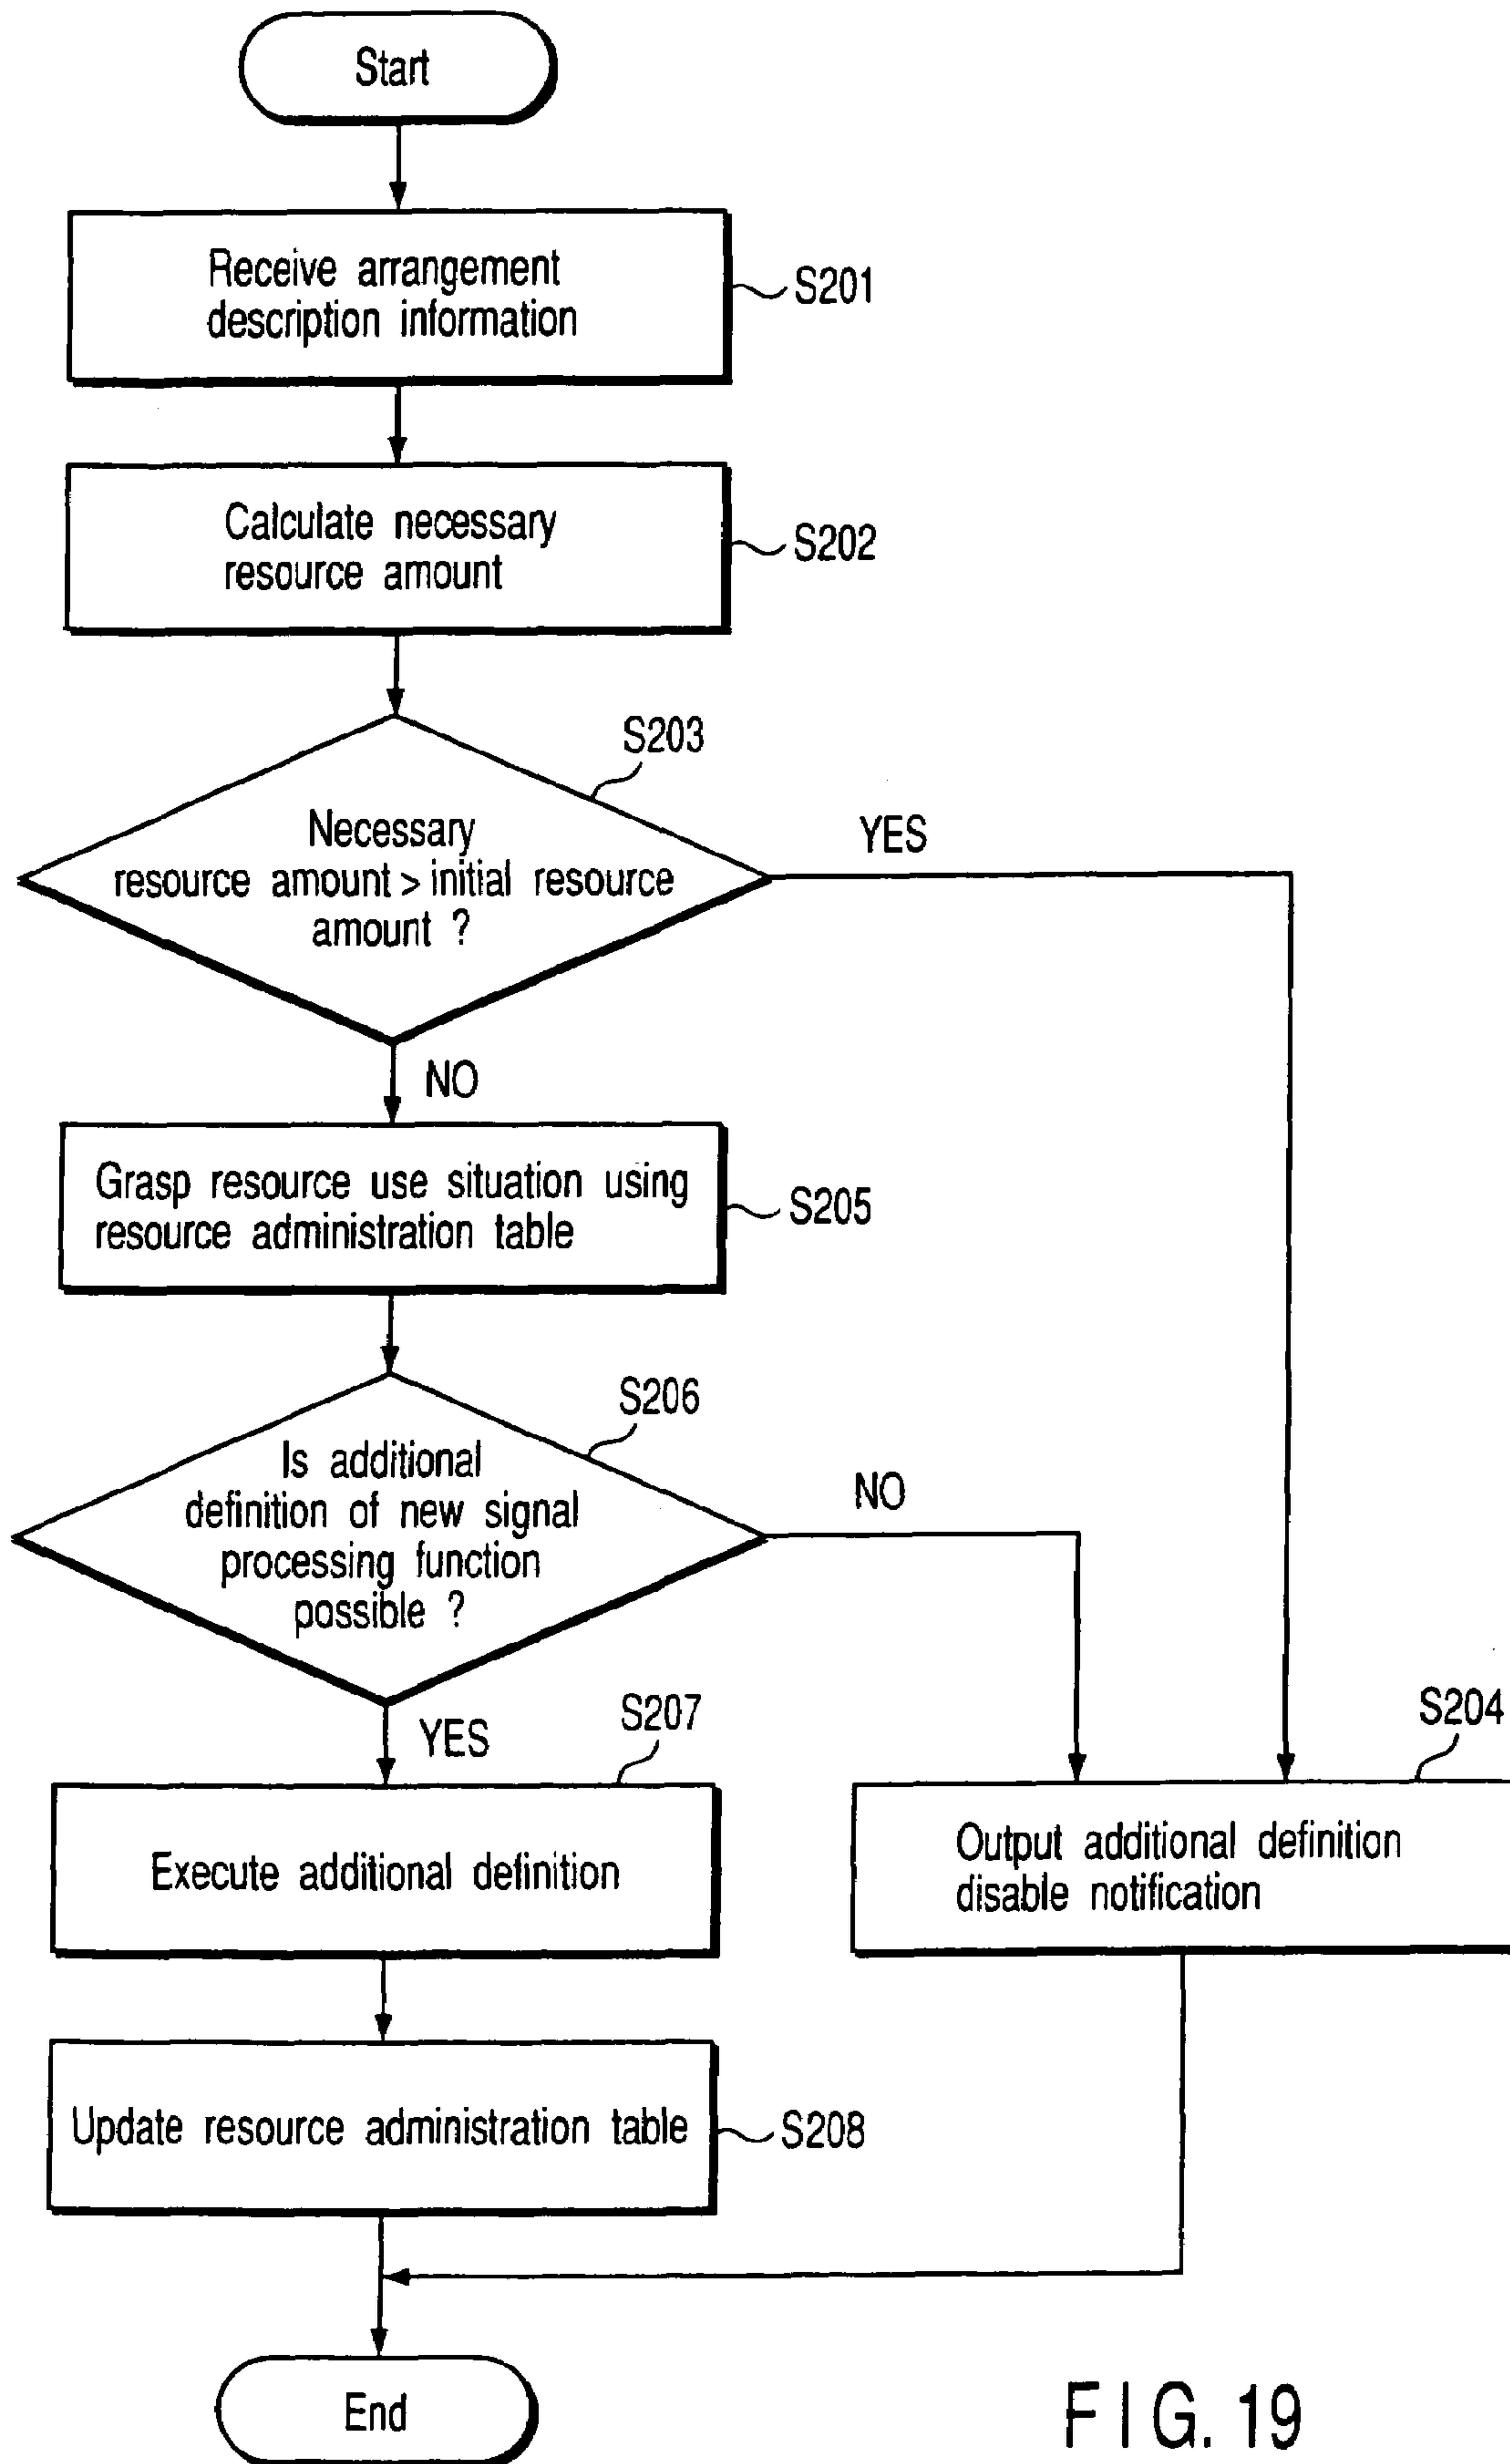 Start
Receive arrangement
description information
S201
Calculate necessary
resource amount
S202
S203
Necessary
resource amount > initial resource
amount ?
YES
NO
Grasp resource use situation using
resource administration table
S205
S206
Is additional
definition of new signal
processing function
possible ?
NO
YES
S207
S204
Execute additional definition
Output additional definition
disable notification
Update resource administration table
S208
End
FIG. 19